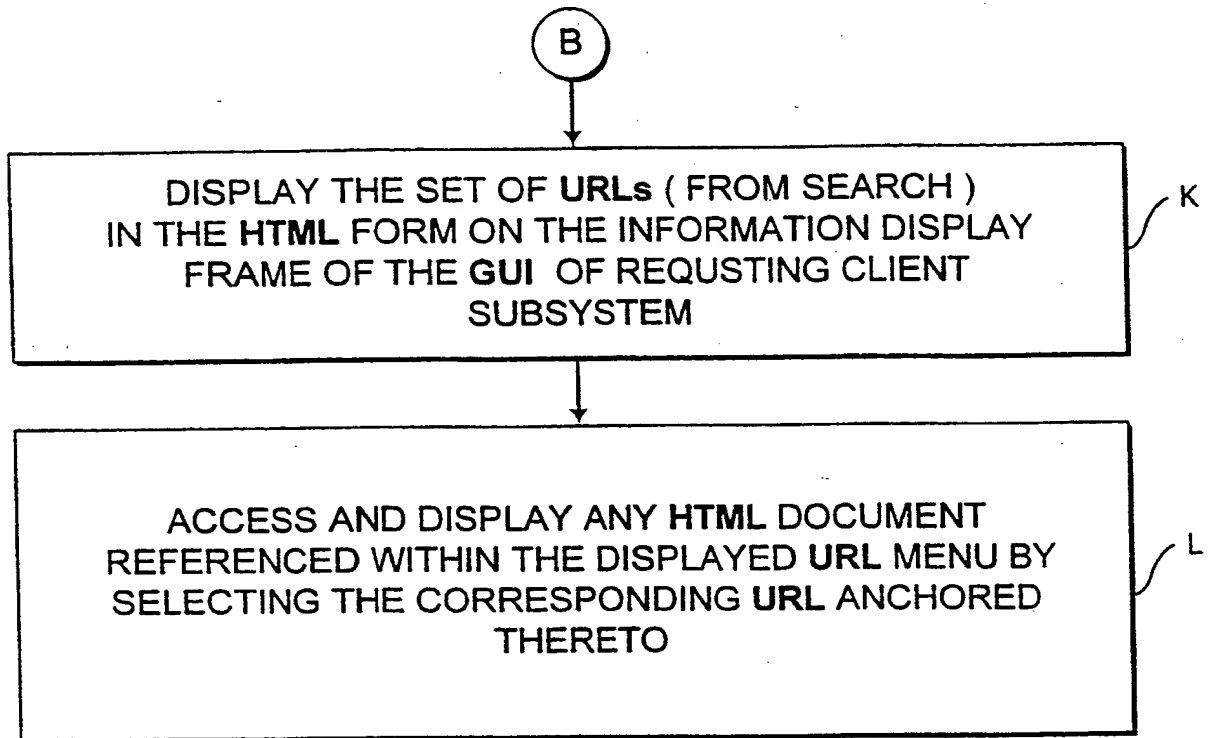 B
DISPLAY THE SET OF URLs ( FROM SEARCH )
IN THE HTML FORM ON THE INFORMATION DISPLAY
FRAME OF THE GUI OF REQUSTING CLIENT
SUBSYSTEM
K
ACCESS AND DISPLAY ANY HTML DOCUMENT
REFERENCED WITHIN THE DISPLAYED URL MENU BY
SELECTING THE CORRESPONDING URL ANCHORED
THERETO
L